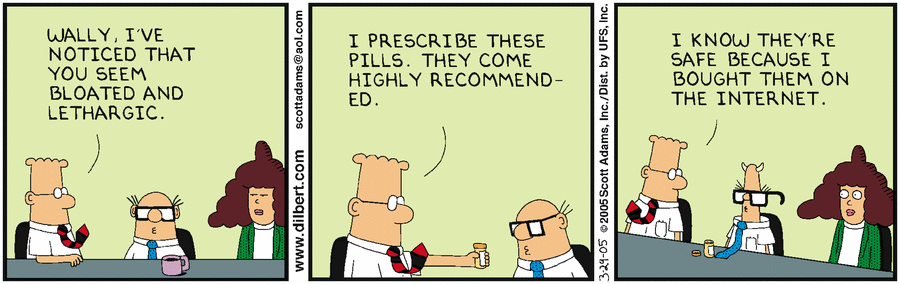 WALLY, I'VE
NOTICED THAT
YOU SEEM
BLOATED AND
LETHARGIC.
www.dilbert.com
scottadams@aol.com
I PRESCRIBE THESE
PILLS. THEY COME
HIGHLY RECOMMEND-
ED.
3-29-05 ©2005 Scott Adams, Inc./Dist. by UFS, Inc.
I KNOW THEY'RE
SAFE BECAUSE I
BOUGHT THEM ON
THE INTERNET.